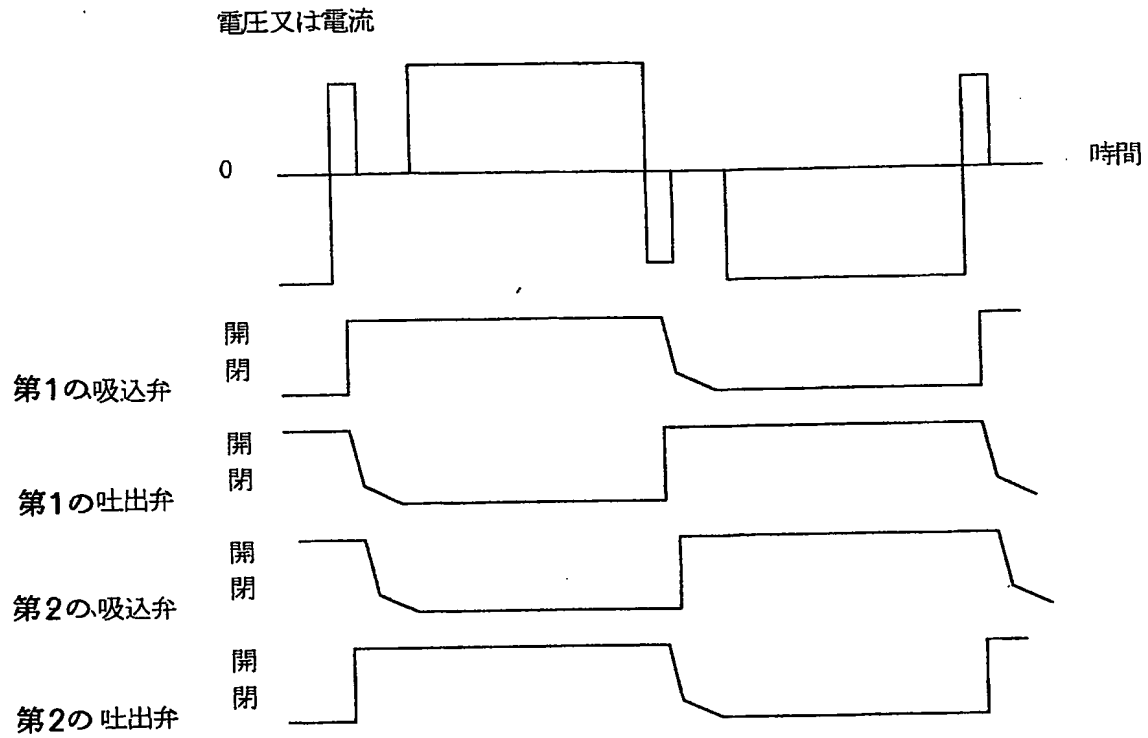 電圧又は電流
0
時間
開
閉
第1の吸込弁
開
閉
第1の吐出弁
開
閉
第2の吸込弁
開
閉
第2の吐出弁